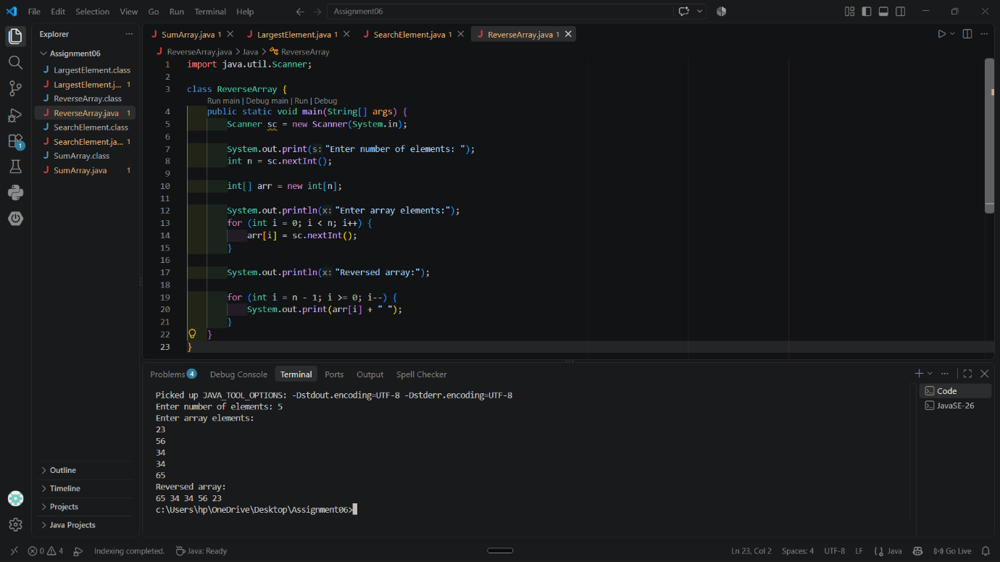 File Edit Selection View Go Run Terminal Help
Assignment06
Explorer
Assignment06
LargestElement.class
LargestElement.j... 1
ReverseArray.class
ReverseArray.java 1
SearchElement.class
SearchElement.ja... 1
SumArray.class
SumArray.java 1
Outline
Timeline
Projects
Java Projects
1
SumArray.java 1
LargestElement.java 1
SearchElement.java 1
ReverseArray.java 1
ReverseArray.java > Java > ReverseArray
1 import java.util.Scanner;
2
3 class ReverseArray {
Run main | Debug main | Run | Debug
4 public static void main(String[] args) {
5 Scanner sc = new Scanner(System.in);
6
7 System.out.print(s: "Enter number of elements: ");
8 int n = sc.nextInt();
9
10 int[] arr = new int[n];
11
12 System.out.println(x: "Enter array elements:");
13 for (int i = 0; i < n; i++) {
14 arr[i] = sc.nextInt();
15 }
16
17 System.out.println(x: "Reversed array:");
18
19 for (int i = n - 1; i >= 0; i--) {
20 System.out.print(arr[i] + " ");
21 }
22 }
23 }
Problems 4 Debug Console Terminal Ports Output Spell Checker
Picked up JAVA_TOOL_OPTIONS: -Dstdout.encoding=UTF-8 -Dstderr.encoding=UTF-8
Enter number of elements: 5
Enter array elements:
23
56
34
34
65
Reversed array:
65 34 34 56 23
c:\Users\hp\OneDrive\Desktop\Assignment06>
Code
JavaSE-26
0 4 Indexing completed. Java: Ready
Ln 23, Col 2 Spaces: 4 UTF-8 LF Java Go Live